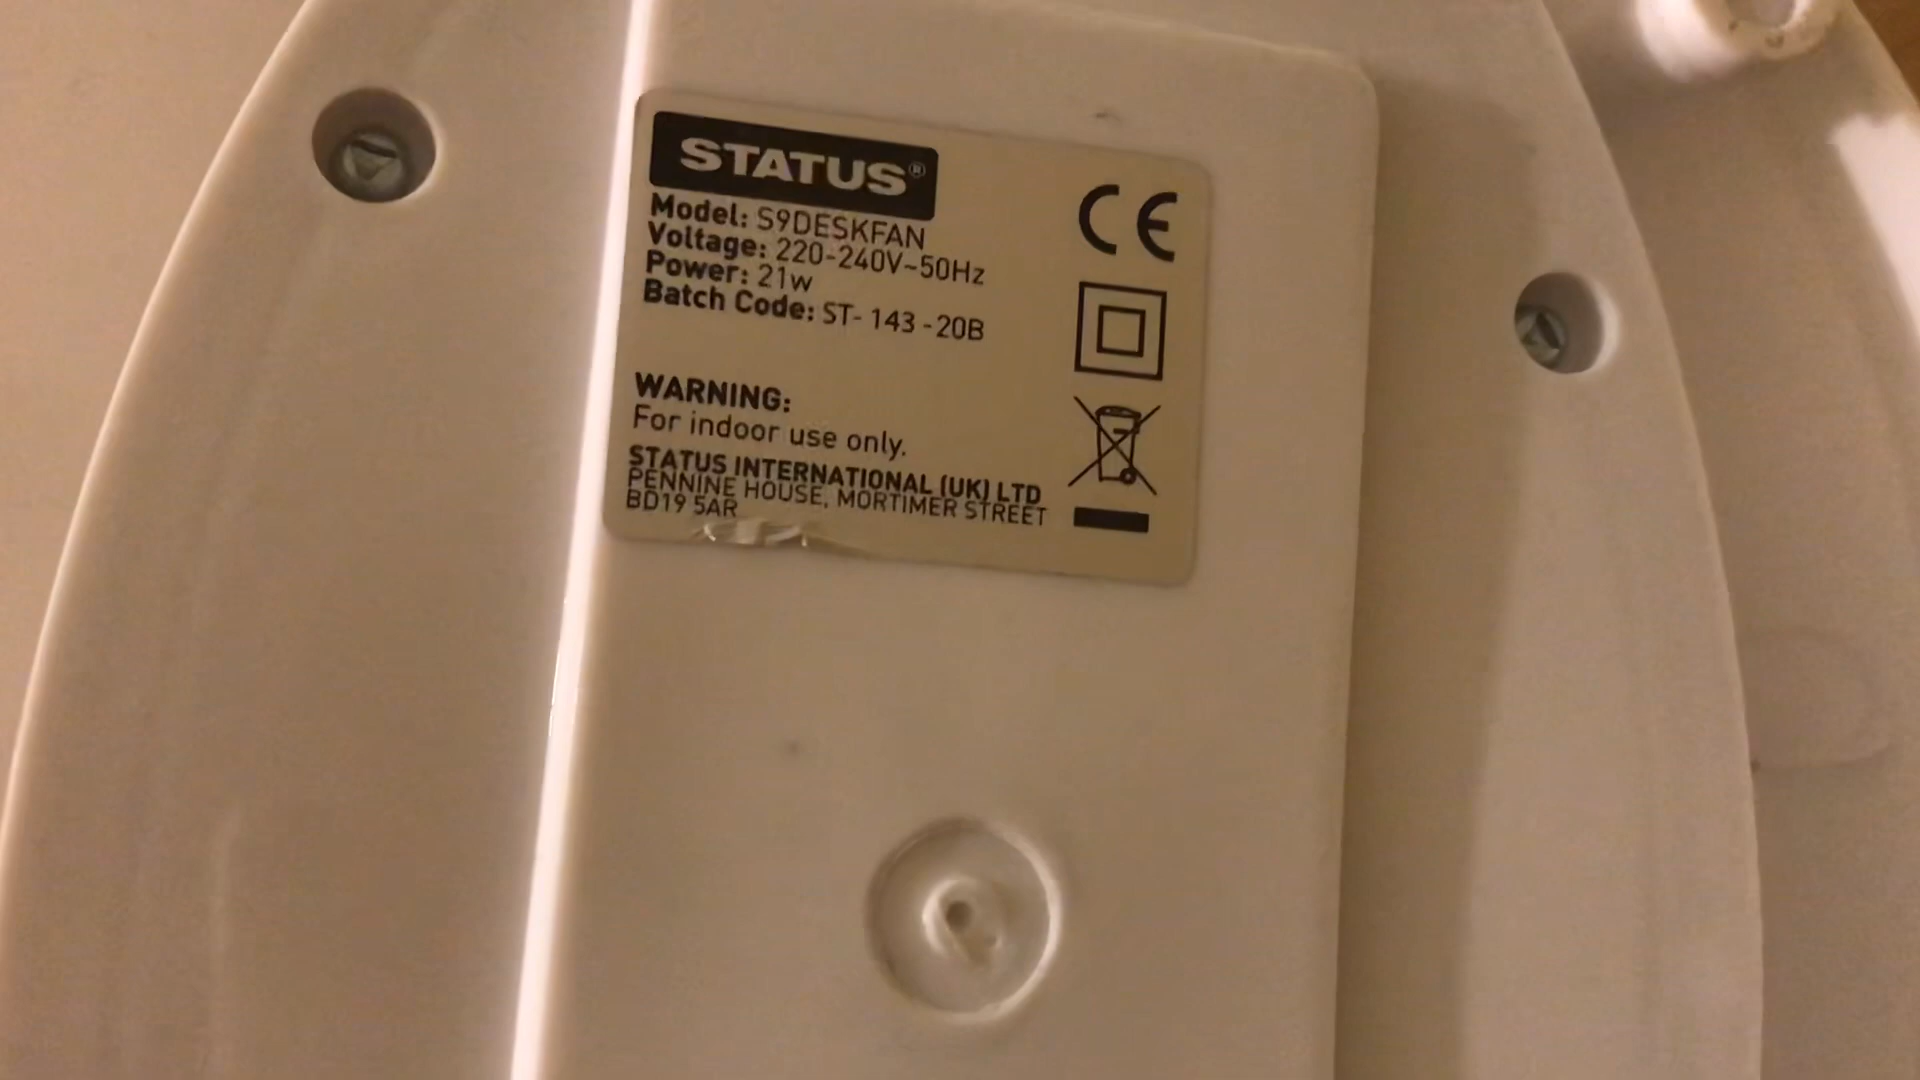 STATUS®
Model: S9DESKFAN
Voltage: 220-240V~50Hz
Power: 21w
Batch Code: ST- 143 -20B
CE
WARNING:
For indoor use only.
STATUS INTERNATIONAL (UK) LTD
PENNINE HOUSE, MORTIMER STREET
BD19 5AR